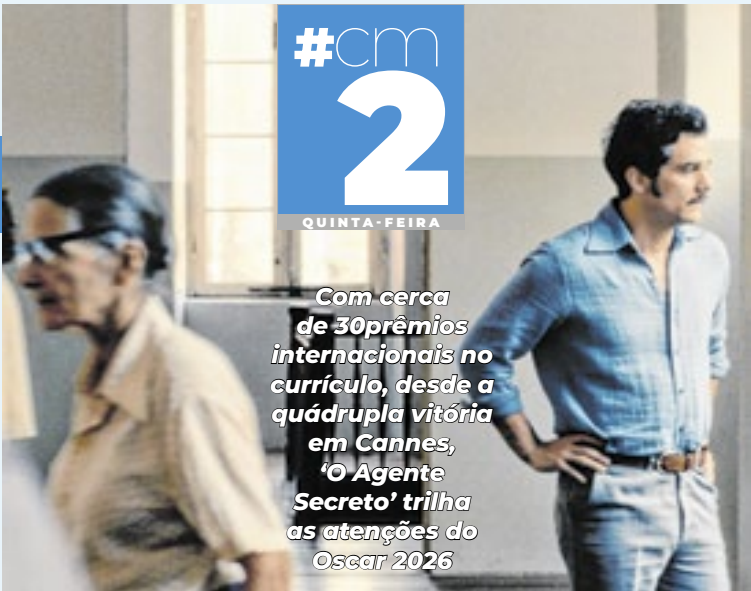 #cm
2
QUINTA-FEIRA
Com cerca
de 30prêmios
internacionais no
currículo, desde a
quádrupla vitória
em Cannes,
‘O Agente
Secreto’ trilha
as atenções do
Oscar 2026